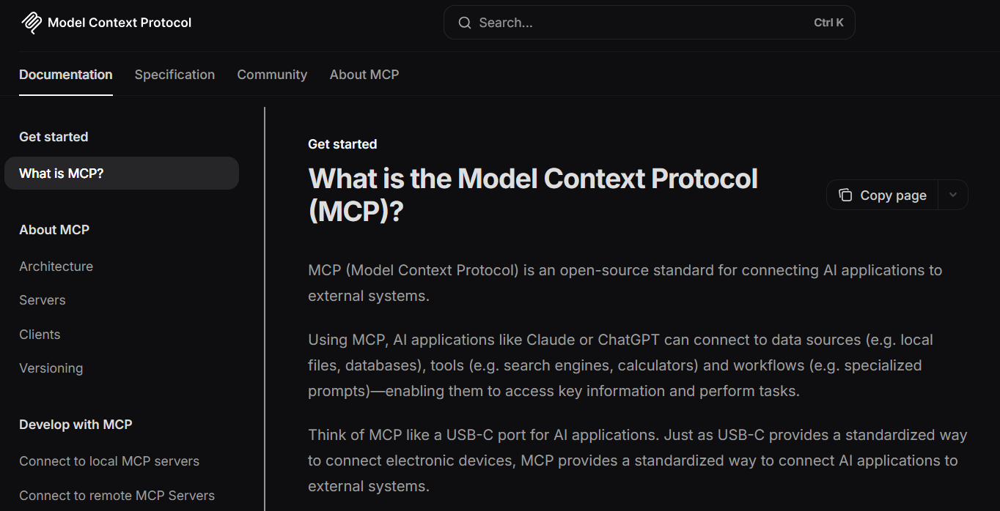 Model Context Protocol
Search...
Ctrl K
Documentation
Specification
Community
About MCP
Get started
What is MCP?
About MCP
Architecture
Servers
Clients
Versioning
Develop with MCP
Connect to local MCP servers
Connect to remote MCP Servers
Get started
What is the Model Context Protocol
(MCP)?
Copy page
MCP (Model Context Protocol) is an open-source standard for connecting AI applications to
external systems.
Using MCP, AI applications like Claude or ChatGPT can connect to data sources (e.g. local
files, databases), tools (e.g. search engines, calculators) and workflows (e.g. specialized
prompts)—enabling them to access key information and perform tasks.
Think of MCP like a USB-C port for AI applications. Just as USB-C provides a standardized way
to connect electronic devices, MCP provides a standardized way to connect AI applications to
external systems.